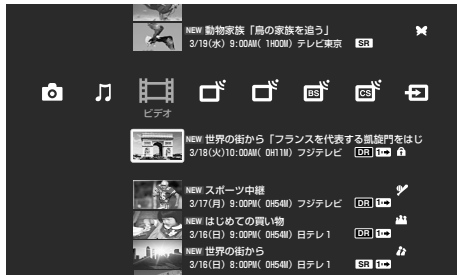 NEW 動物家族「鳥の家族を追う」
3/19(水) 9:00AM( 1H00M) テレビ東京 SR
BS CS
ビデオ
NEW 世界の街から「フランスを代表する凱旋門をはじ
3/18(火)10:00AM( 0H11M) フジテレビ DR 1
NEW スポーツ中継
3/17(月) 9:00PM( 0H54M) フジテレビ DR 1
NEW はじめての買い物
3/16(日) 9:00PM( 0H54M) 日テレ1 DR 1
NEW 世界の街から
3/16(日) 8:00PM( 0H54M) 日テレ1 SR 1